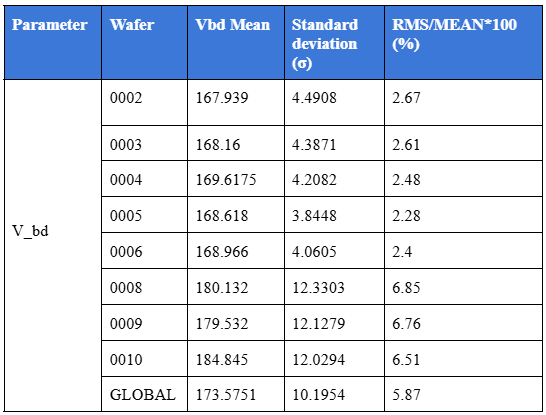 Parameter Wafer Vbd Mean Standard deviation (σ) RMS/MEAN*100 (%)
V_bd
0002 167.939 4.4908 2.67
0003 168.16 4.3871 2.61
0004 169.6175 4.2082 2.48
0005 168.618 3.8448 2.28
0006 168.966 4.0605 2.4
0008 180.132 12.3303 6.85
0009 179.532 12.1279 6.76
0010 184.845 12.0294 6.51
GLOBAL 173.5751 10.1954 5.87